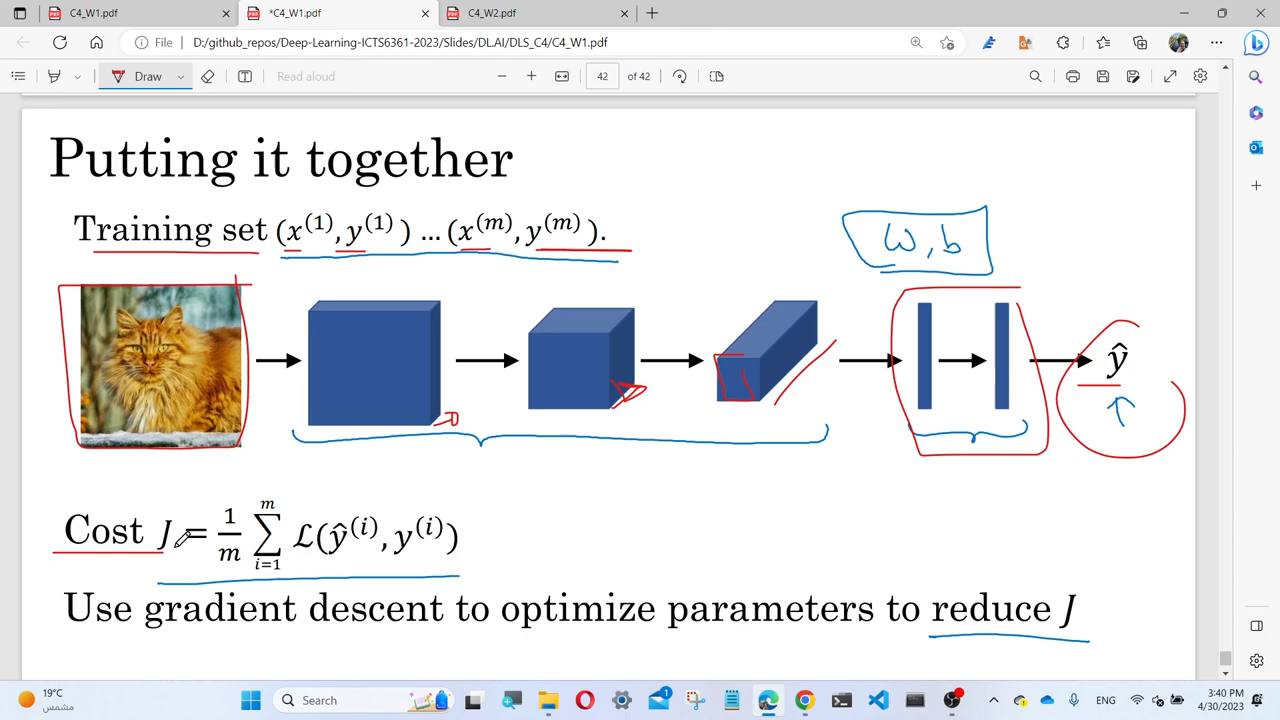 C4_W1.pdf
*C4_W1.pdf
C4_W2.pdf
File
D:/github_repos/Deep-Learning-ICTS6361-2023/Slides/DL.AI/DLS_C4/C4_W1.pdf
Draw
Read aloud
42 of 42
Putting it together
Training set (x^(1), y^(1)) … (x^(m), y^(m)).
w, b
ŷ
Cost J = 1/m ∑_{i=1}^{m} ℒ(ŷ^(i), y^(i))
Use gradient descent to optimize parameters to reduce J
19°C
مشمس
Search
1
ENG
3:40 PM
4/30/2023